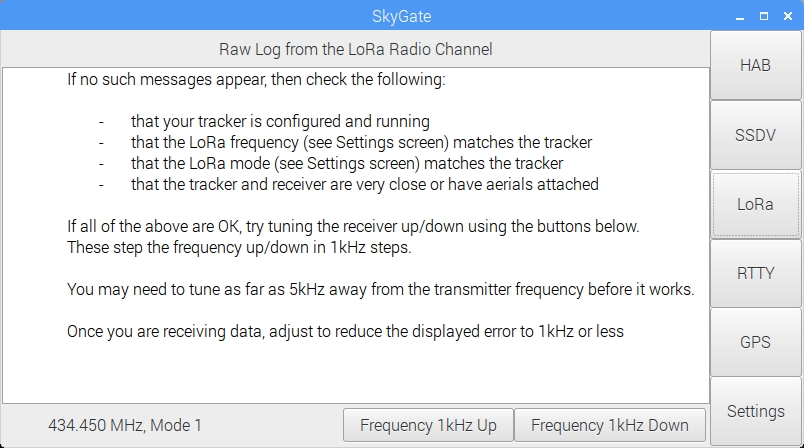 SkyGate
Raw Log from the LoRa Radio Channel
If no such messages appear, then check the following:
- that your tracker is configured and running
- that the LoRa frequency (see Settings screen) matches the tracker
- that the LoRa mode (see Settings screen) matches the tracker
- that the tracker and receiver are very close or have aerials attached
If all of the above are OK, try tuning the receiver up/down using the buttons below.
These step the frequency up/down in 1kHz steps.
You may need to tune as far as 5kHz away from the transmitter frequency before it works.
Once you are receiving data, adjust to reduce the displayed error to 1kHz or less
434.450 MHz, Mode 1
Frequency 1kHz Up
Frequency 1kHz Down
HAB
SSDV
LoRa
RTTY
GPS
Settings